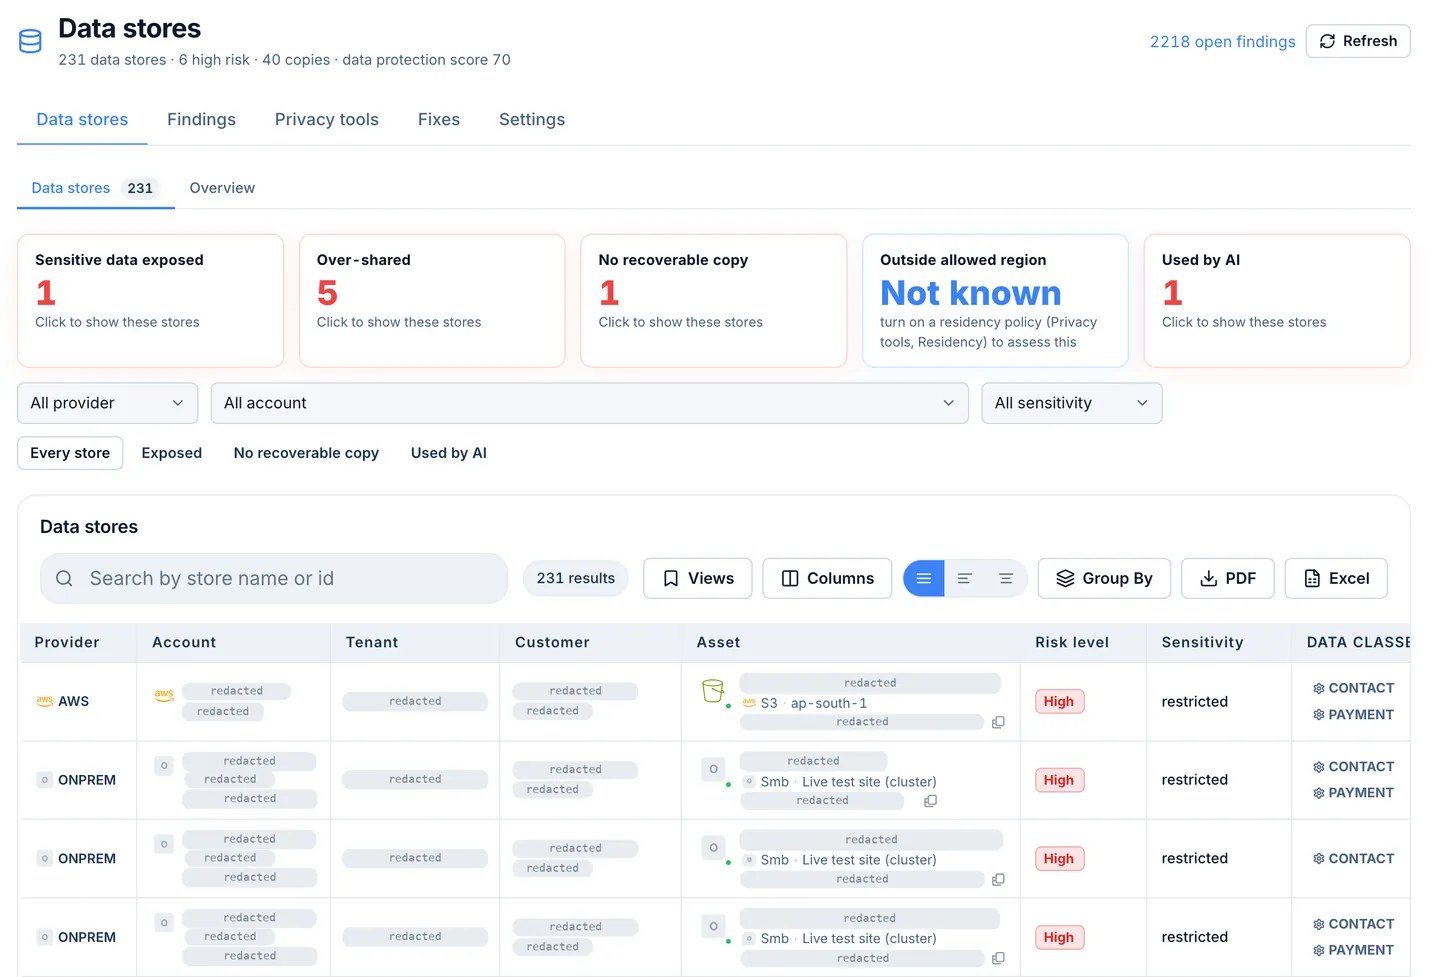 Data stores
231 data stores · 6 high risk · 40 copies · data protection score 70
2218 open findings
Refresh
Data stores Findings Privacy tools Fixes Settings
Data stores 231 Overview
Sensitive data exposed
1
Click to show these stores
Over-shared
5
Click to show these stores
No recoverable copy
1
Click to show these stores
Outside allowed region
Not known
turn on a residency policy (Privacy
tools, Residency) to assess this
Used by AI
1
Click to show these stores
All provider All account All sensitivity
Every store Exposed No recoverable copy Used by AI
Data stores
Search by store name or id 231 results Views Columns Group By PDF Excel
Provider Account Tenant Customer Asset Risk level Sensitivity DATA CLASSE
aws AWS
aws redacted
redacted
redacted
redacted
redacted
redacted
aws S3 · ap-south-1
redacted
High
restricted
CONTACT
PAYMENT
O ONPREM
O redacted
redacted
redacted
redacted
redacted
redacted
O redacted
O Smb · Live test site (cluster)
redacted
High
restricted
CONTACT
PAYMENT
O ONPREM
O redacted
redacted
redacted
redacted
redacted
redacted
O redacted
O Smb · Live test site (cluster)
redacted
High
restricted
CONTACT
O ONPREM
O redacted
redacted
redacted
redacted
redacted
redacted
O redacted
O Smb · Live test site (cluster)
redacted
High
restricted
CONTACT
PAYMENT